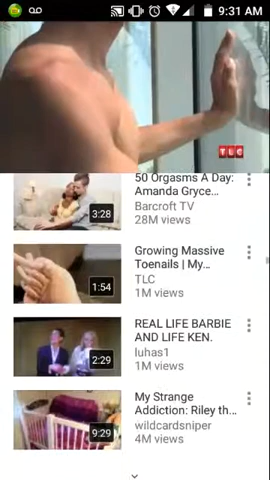 9:31 AM
TLC
50 Orgasms A Day:
Amanda Gryce...
Barcroft TV
28M views
3:28
Growing Massive
Toenails | My...
TLC
1M views
1:54
REAL LIFE BARBIE
AND LIFE KEN.
luhas1
1M views
2:29
My Strange
Addiction: Riley th...
wildcardsniper
4M views
9:29